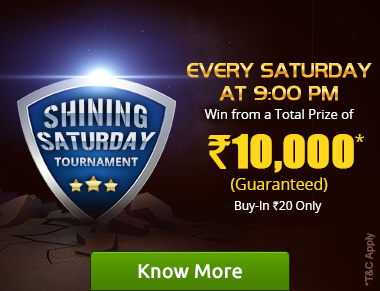 SHINING
SATURDAY
TOURNAMENT
EVERY SATURDAY
AT 9:00 PM
Win from a Total Prize of
₹10,000*
(Guaranteed)
Buy-In ₹20 Only
*T&C Apply
Know More